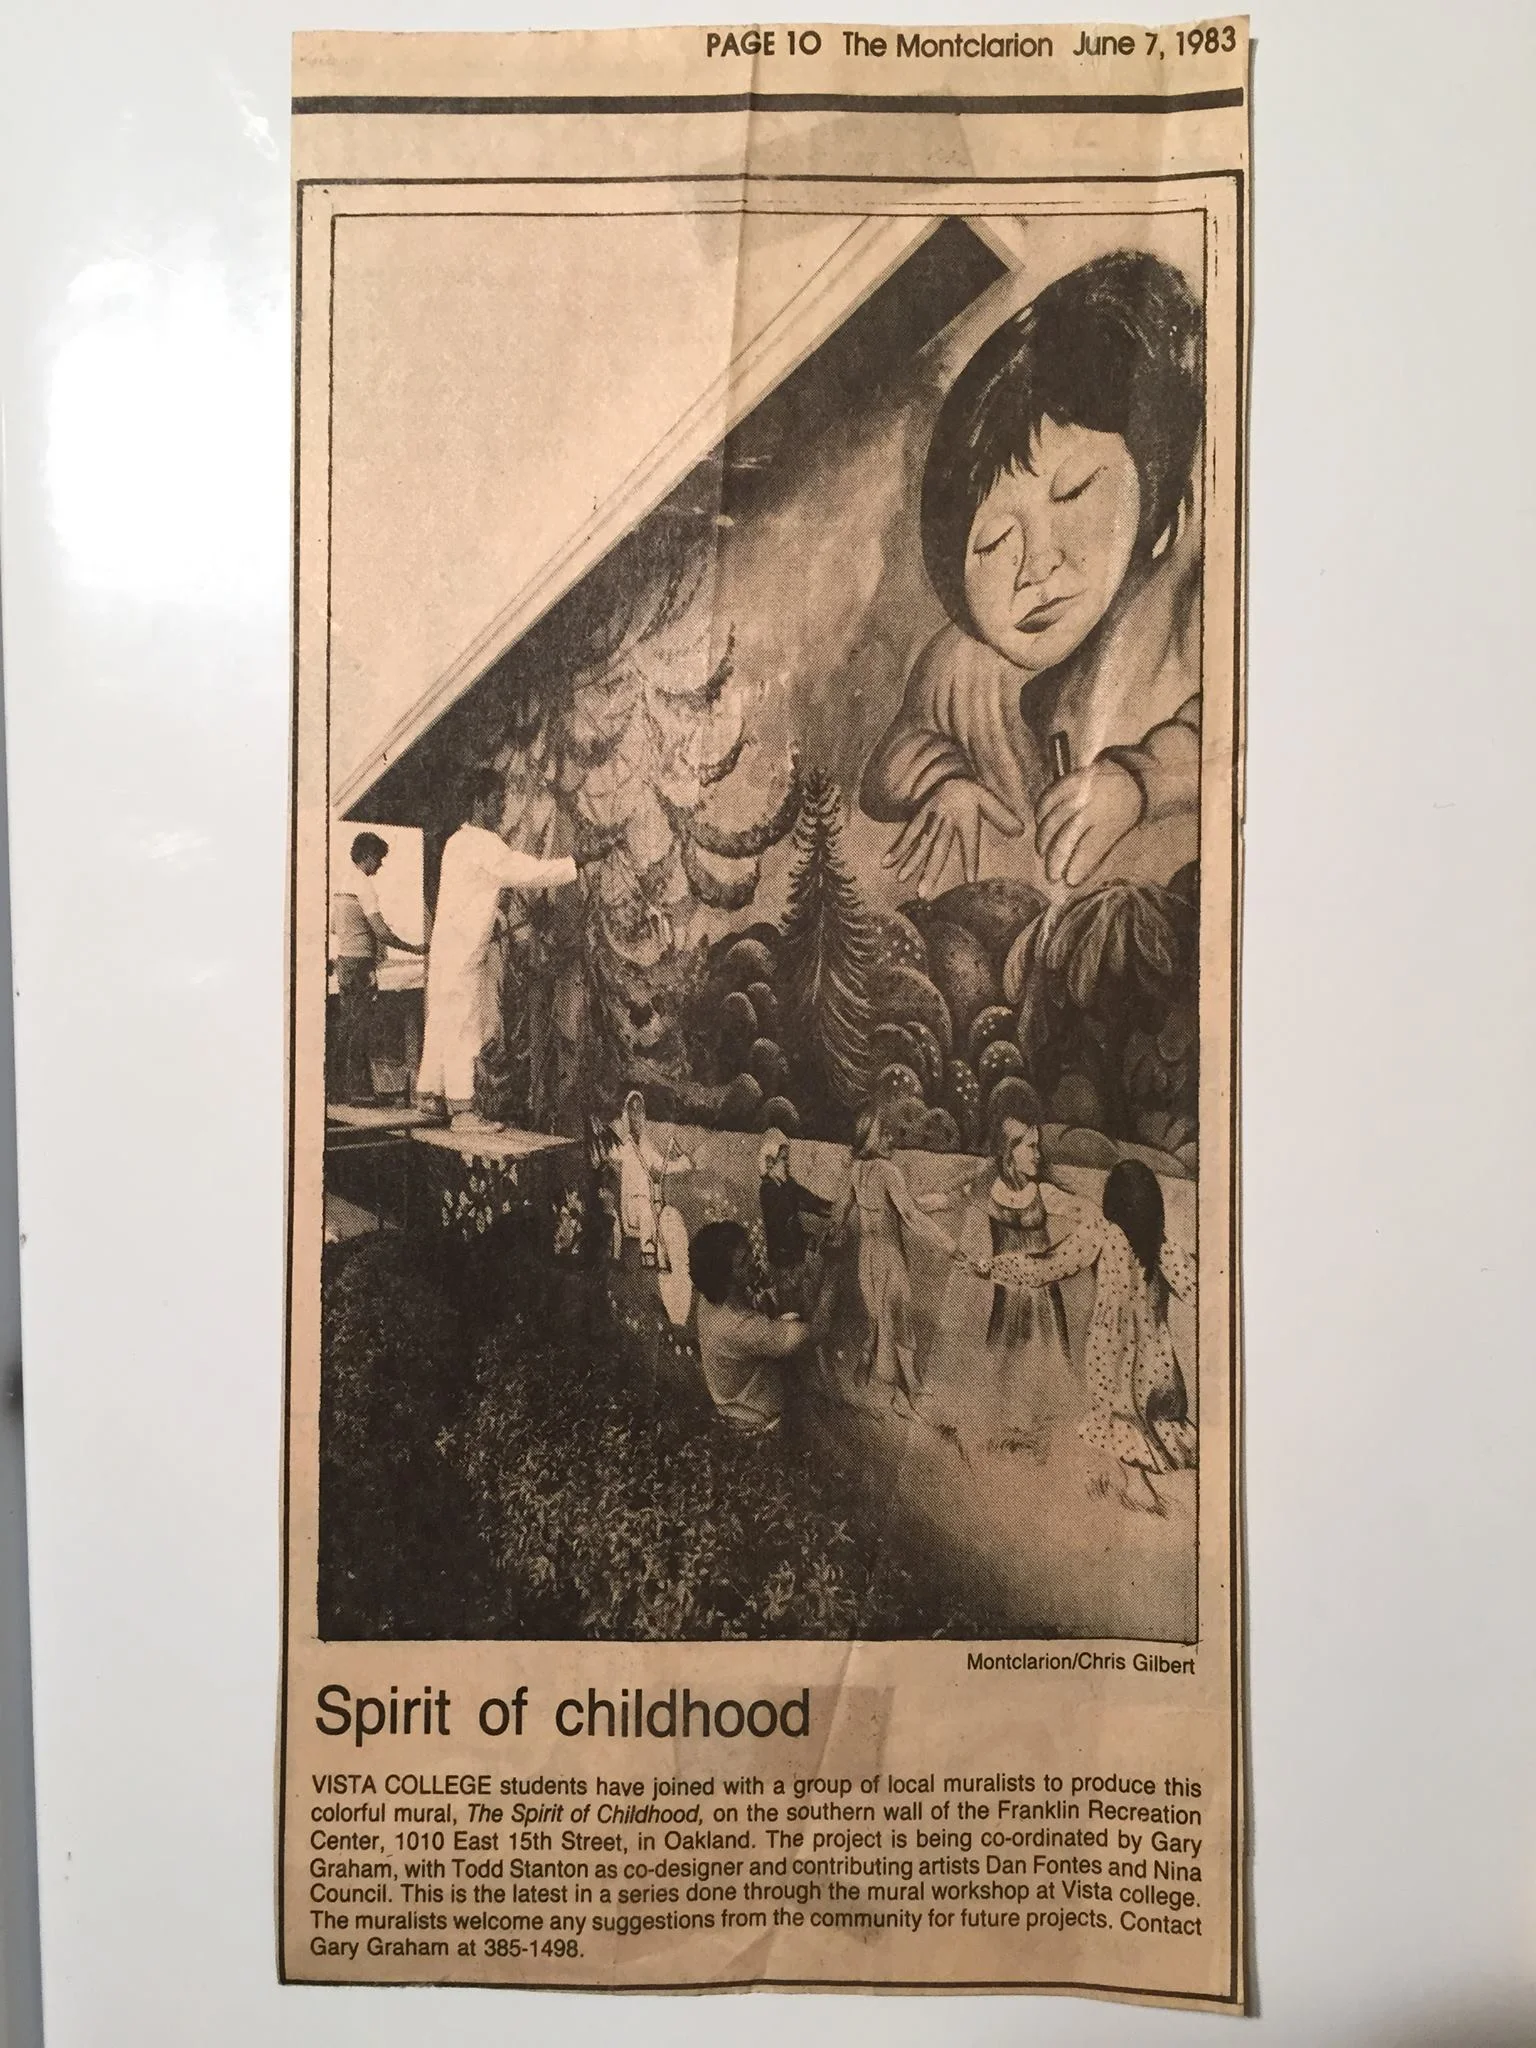 PAGE 10 The Montclarion June 7, 1983
Montclarion/Chris Gilbert
Spirit of childhood
VISTA COLLEGE students have joined with a group of local muralists to produce this
colorful mural, The Spirit of Childhood, on the southern wall of the Franklin Recreation
Center, 1010 East 15th Street, in Oakland. The project is being co-ordinated by Gary
Graham, with Todd Stanton as co-designer and contributing artists Dan Fontes and Nina
Council. This is the latest in a series done through the mural workshop at Vista college.
The muralists welcome any suggestions from the community for future projects. Contact
Gary Graham at 385-1498.